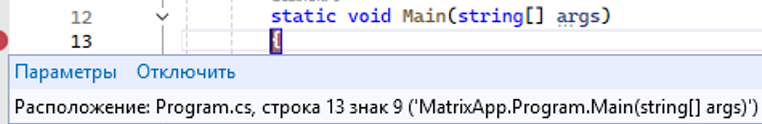 12 static void Main(string[] args)
13 {
Параметры Отключить
Расположение: Program.cs, строка 13 знак 9 ('MatrixApp.Program.Main(string[] args)')